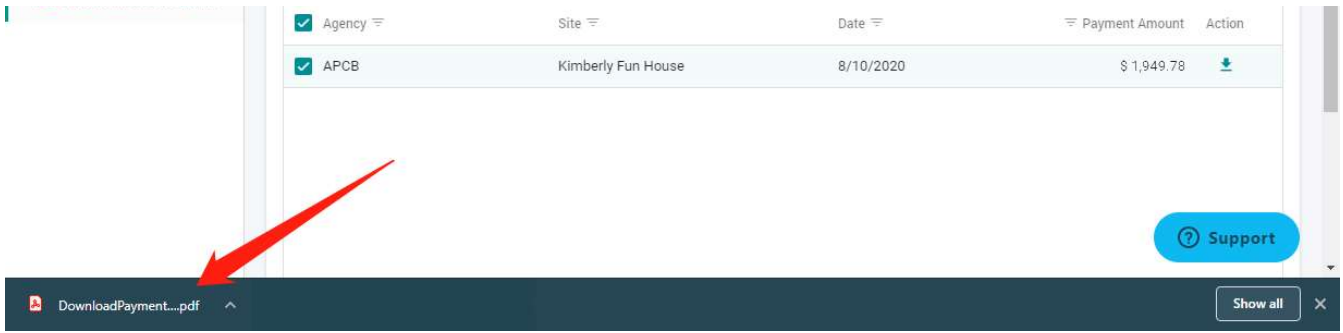 Agency Site Date Payment Amount Action
APCB Kimberly Fun House 8/10/2020 $ 1,949.78
Support
DownloadPayment....pdf Show all